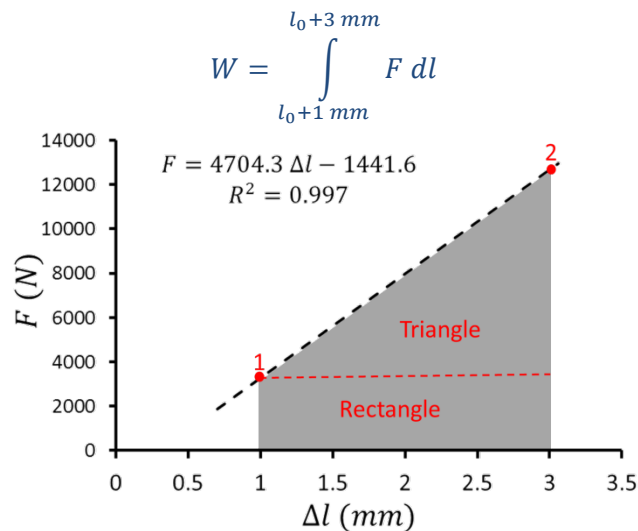 l₀+3 mm
W = ∫ F dl
l₀+1 mm
14000
12000
10000
8000
6000
4000
2000
0
F (N)
F = 4704.3 Δl − 1441.6
R² = 0.997
2
1
Triangle
Rectangle
0 0.5 1 1.5 2 2.5 3 3.5
Δl (mm)